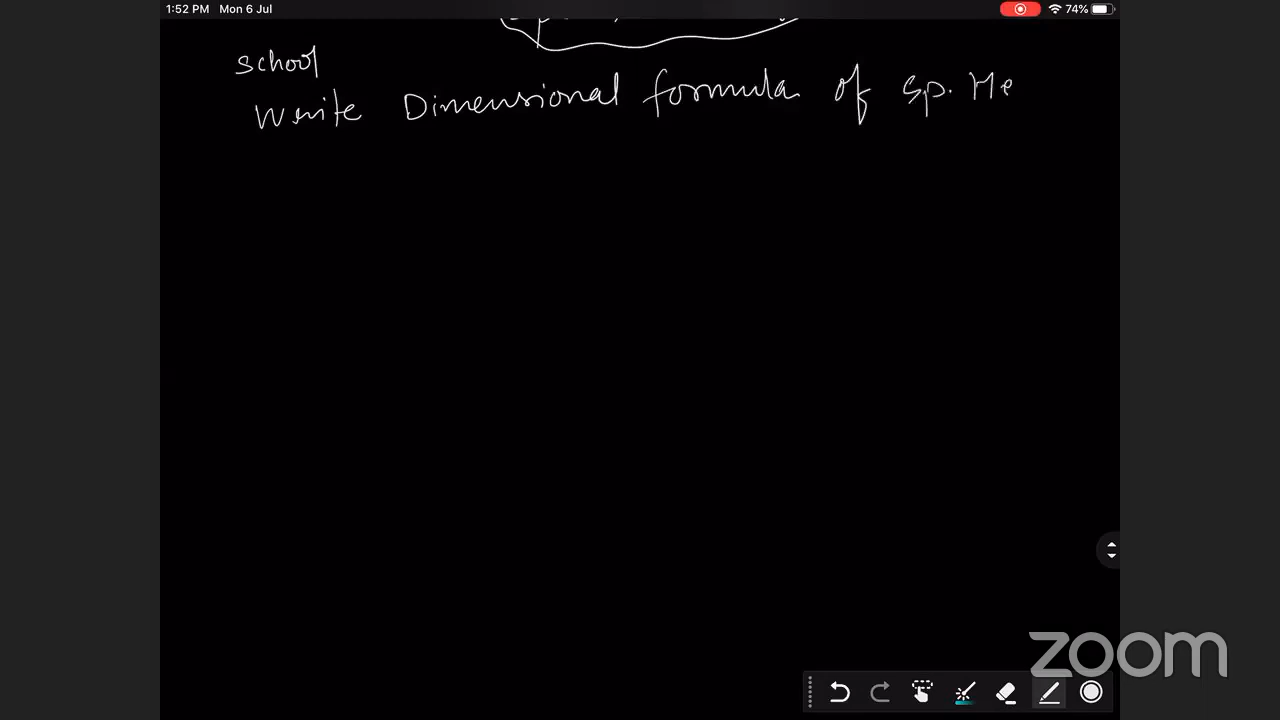 1:52 PM Mon 6 Jul
74%
school
Write Dimensional formula of Sp. He
zoom